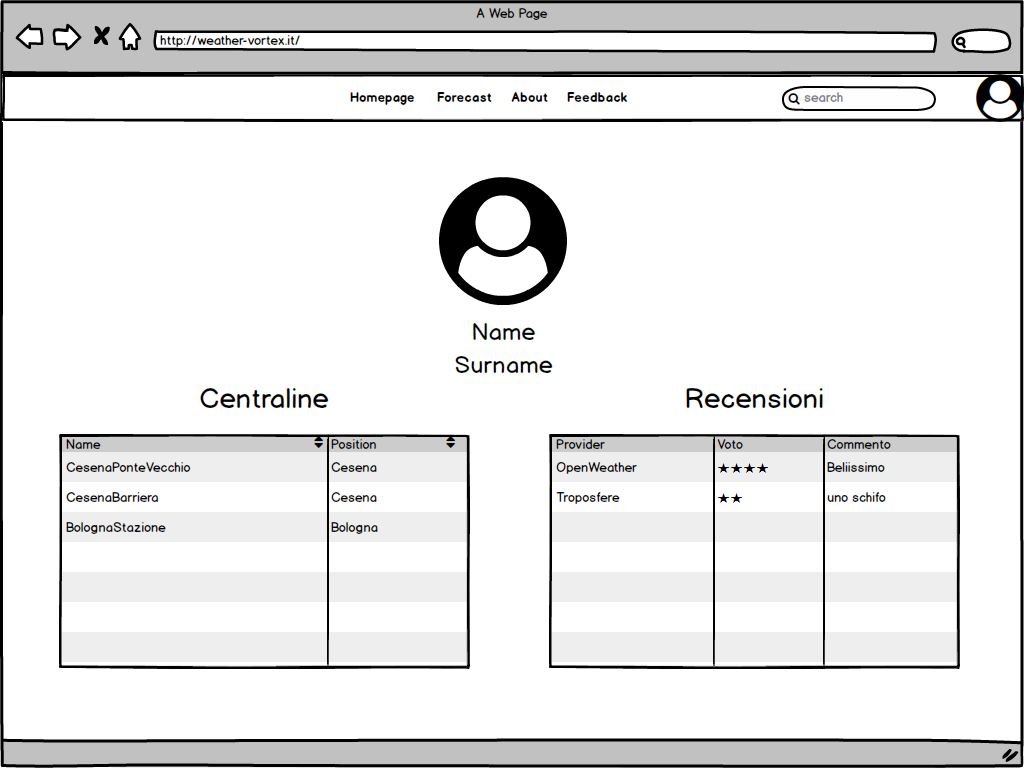 A Web Page
http://weather-vortex.it/
Homepage Forecast About Feedback search
Name
Surname
Centraline
Recensioni
Name Position
CesenaPonteVecchio Cesena
CesenaBarriera Cesena
BolognaStazione Bologna
Provider Voto Commento
OpenWeather ★★★★ Beliissimo
Troposfere ★★ uno schifo